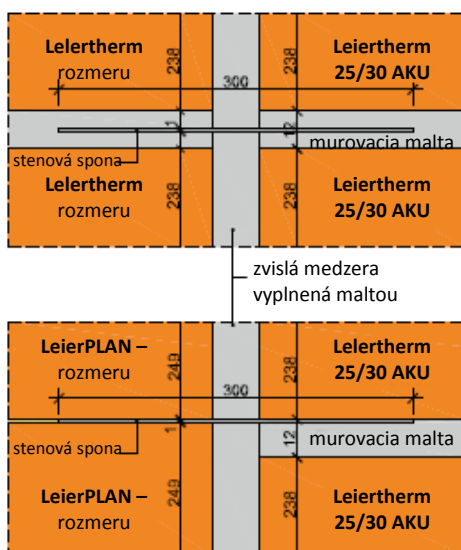 Lelertherm
rozmeru
238
238
Leiertherm
25/30 AKU
300
1
12
stenová spona
murovacia malta
Lelertherm
rozmeru
238
238
Leiertherm
25/30 AKU
zvislá medzera
vyplnená maltou
LeierPLAN –
rozmeru
249
238
Lelertherm
25/30 AKU
300
stenová spona
1
12
murovacia malta
LeierPLAN –
rozmeru
249
238
Leiertherm
25/30 AKU